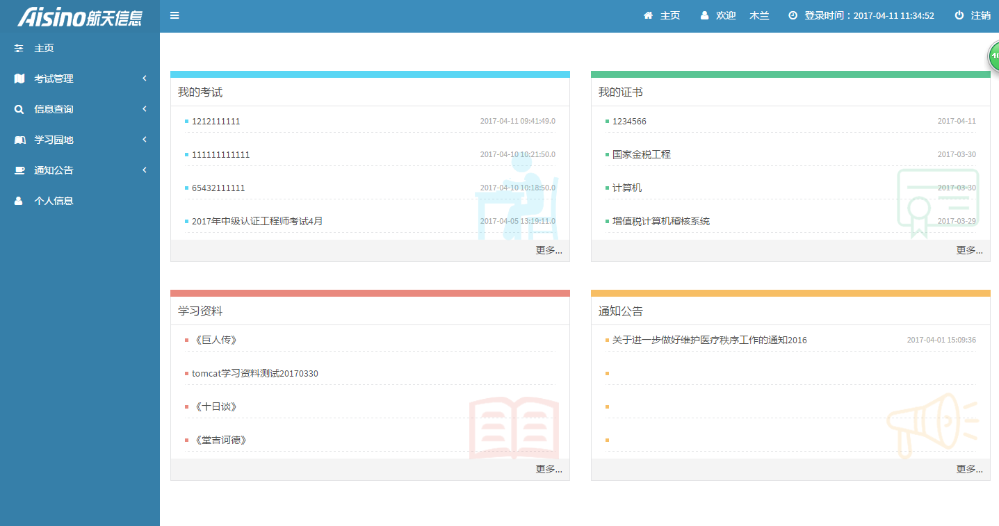 Aisino航天信息
主页 欢迎 木兰 登录时间：2017-04-11 11:34:52 注销
主页
考试管理
信息查询
学习园地
通知公告
个人信息
我的考试
1212111111 2017-04-11 09:41:49.0
111111111111 2017-04-10 10:21:50.0
65432111111 2017-04-10 10:18:50.0
2017年中级认证工程师考试4月 2017-04-05 13:19:11.0
更多...
我的证书
1234566 2017-04-11
国家金税工程 2017-03-30
计算机 2017-03-30
增值税计算机稽核系统 2017-03-29
更多...
学习资料
《巨人传》
tomcat学习资料测试20170330
《十日谈》
《堂吉诃德》
更多...
通知公告
关于进一步做好维护医疗秩序工作的通知2016 2017-04-01 15:09:36
更多...